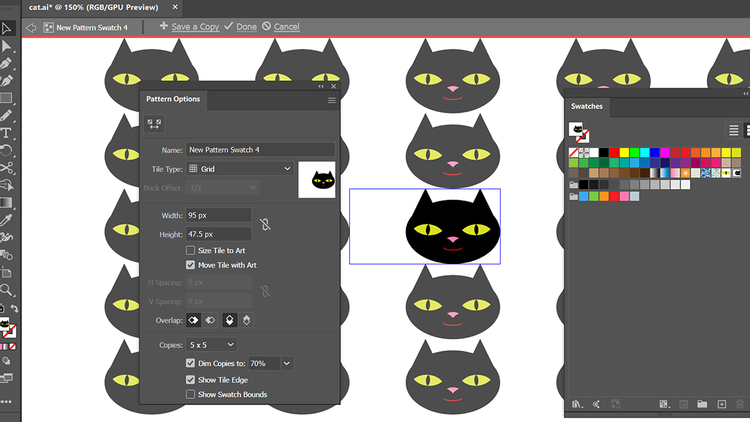 cat.ai* @ 150% (RGB/GPU Preview) ×
New Pattern Swatch 4 + Save a Copy ✓ Done Cancel
Pattern Options
Swatches
Name: New Pattern Swatch 4
Tile Type: Grid
Brick Offset: 1/2
Width: 95 px
Height: 47.5 px
Size Tile to Art
Move Tile with Art
H Spacing: 0 px
V Spacing: 0 px
Overlap:
Copies: 5 x 5
Dim Copies to: 70%
Show Tile Edge
Show Swatch Bounds